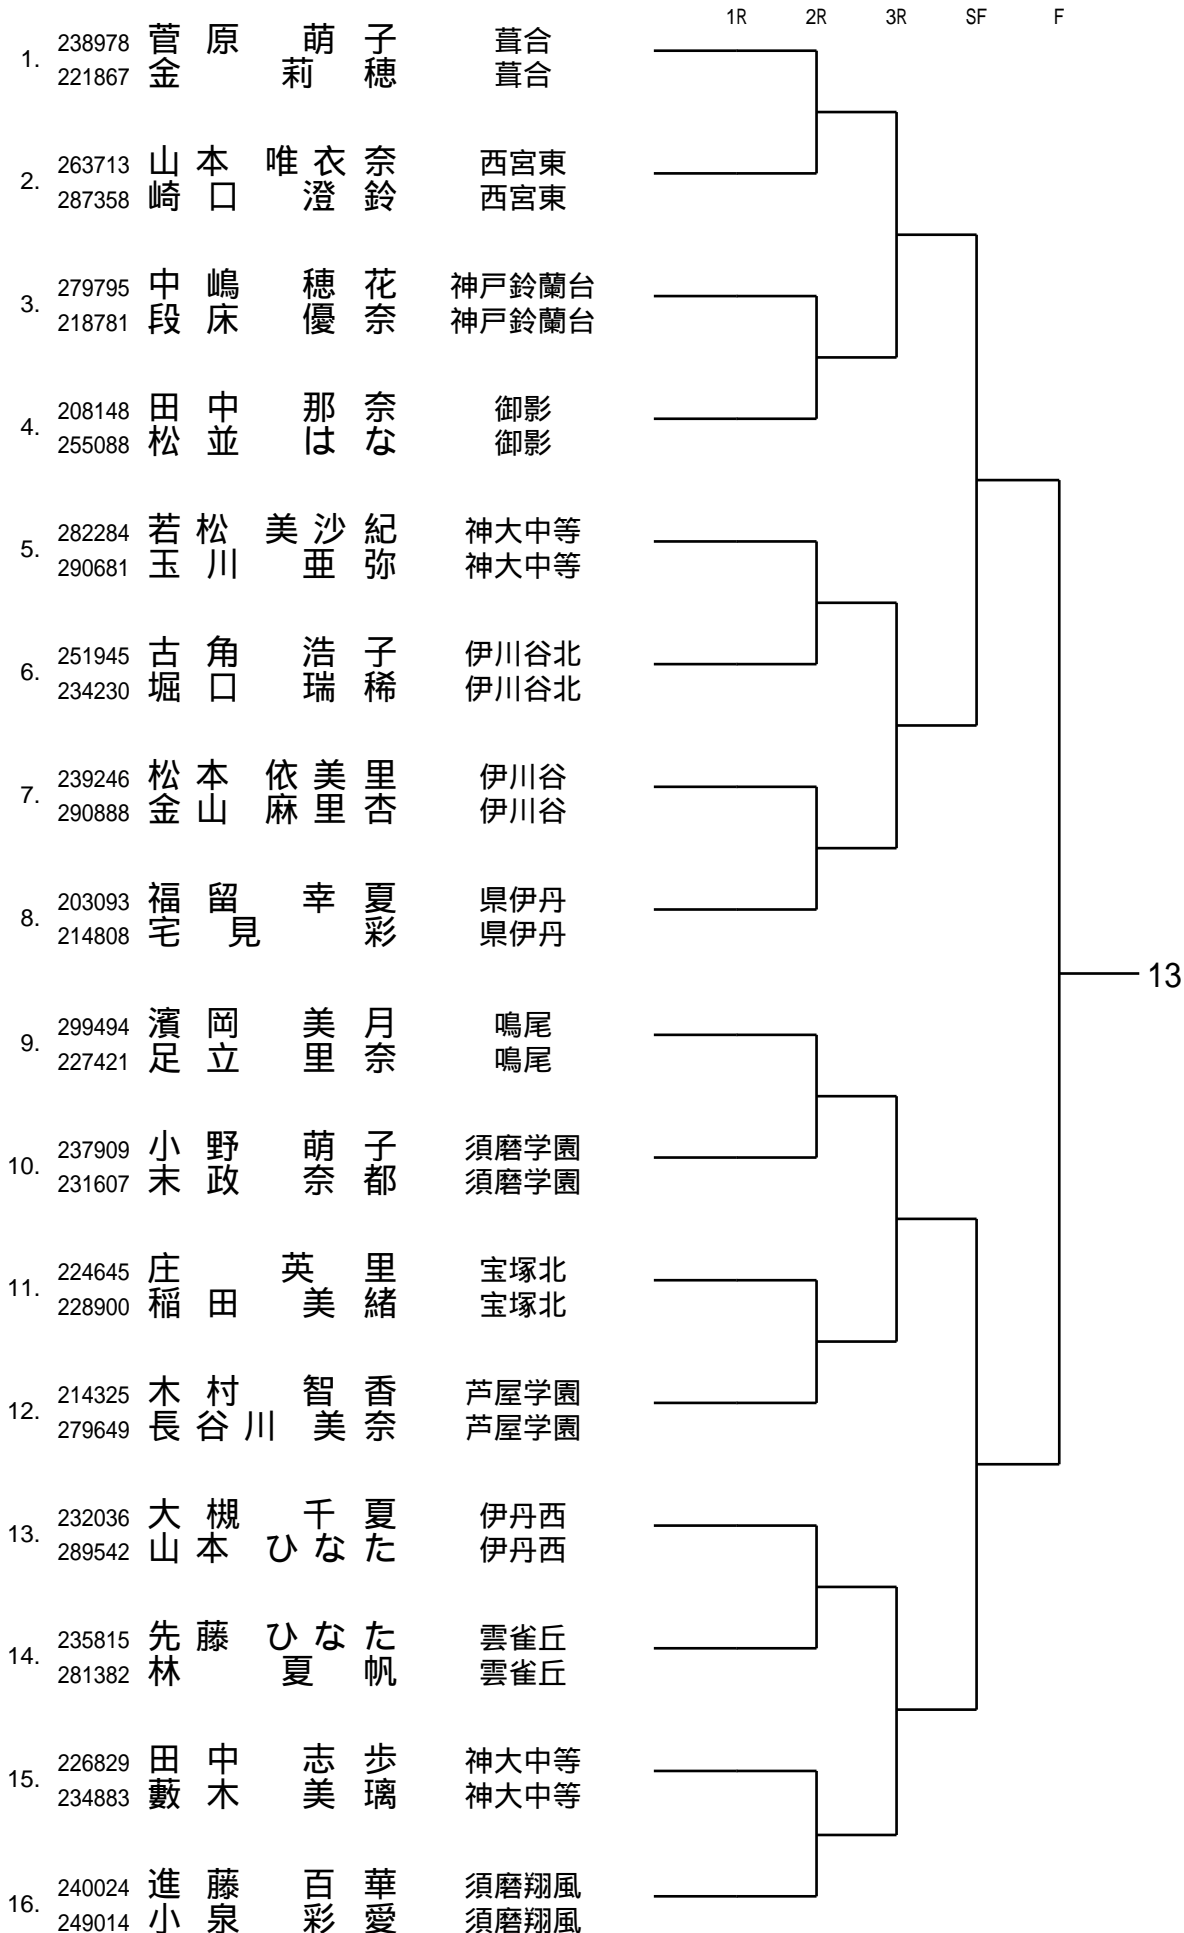 1R 2R 3R SF F
1. 238978 菅原 萌子 葺合
221867 金 莉穂 葺合
2. 263713 山本 唯衣奈 西宮東
287358 崎口 澄鈴 西宮東
3. 279795 中嶋 穂花 神戸鈴蘭台
218781 段床 優奈 神戸鈴蘭台
4. 208148 田中 那奈 御影
255088 松並 はな 御影
5. 282284 若松 美沙紀 神大中等
290681 玉川 亜弥 神大中等
6. 251945 古角 浩子 伊川谷北
234230 堀口 瑞稀 伊川谷北
7. 239246 松本 依美里 伊川谷
290888 金山 麻里杏 伊川谷
8. 203093 福留 幸夏 県伊丹
214808 宅見 彩 県伊丹
13
9. 299494 濱岡 美月 鳴尾
227421 足立 里奈 鳴尾
10. 237909 小野 萌子 須磨学園
231607 末政 奈都 須磨学園
11. 224645 庄 英里 宝塚北
228900 稲田 美緒 宝塚北
12. 214325 木村 智香 芦屋学園
279649 長谷川 美奈 芦屋学園
13. 232036 大槻 千夏 伊丹西
289542 山本 ひなた 伊丹西
14. 235815 先藤 ひなた 雲雀丘
281382 林 夏帆 雲雀丘
15. 226829 田中 志歩 神大中等
234883 藪木 美璃 神大中等
16. 240024 進藤 百華 須磨翔風
249014 小泉 彩愛 須磨翔風